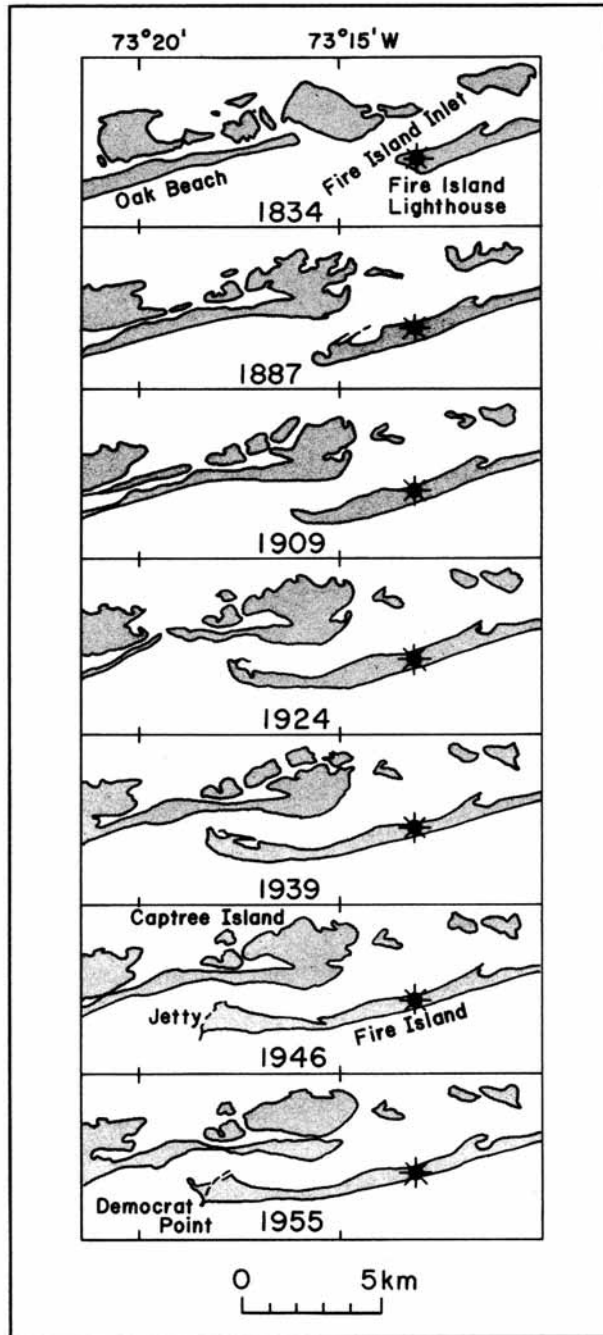 73°20' 73°15'W
Fire Island Inlet
Oak Beach
Fire Island
Lighthouse
1834
1887
1909
1924
1939
Captree Island
Jetty
Fire Island
1946
Democrat
Point
1955
0 5km